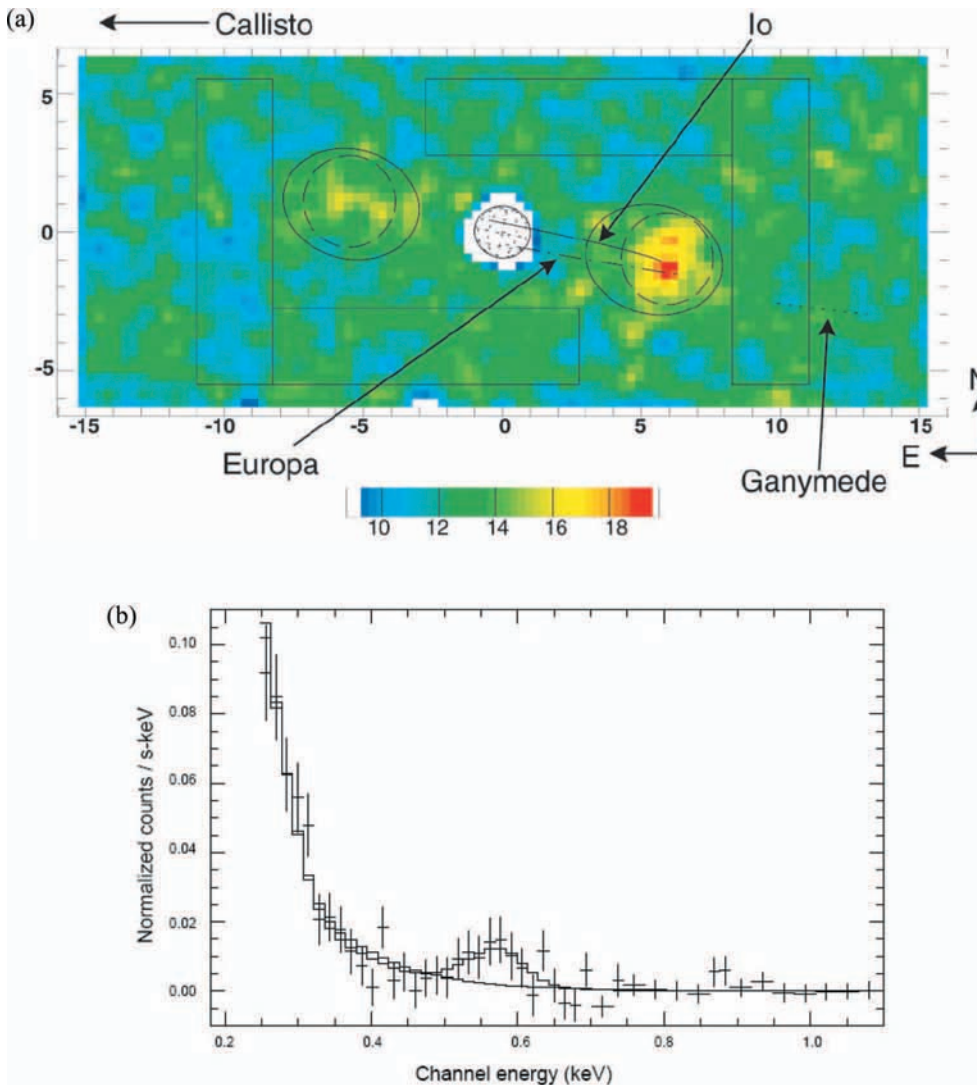 (a)
Callisto
Io
5
0
-5
-15 -10 -5 0 5 10 15
Europa
Ganymede
N
E
10 12 14 16 18
(b)
0.10
0.08
0.06
0.04
0.02
0.00
Normalized counts / s-keV
0.2 0.4 0.6 0.8 1.0
Channel energy (keV)